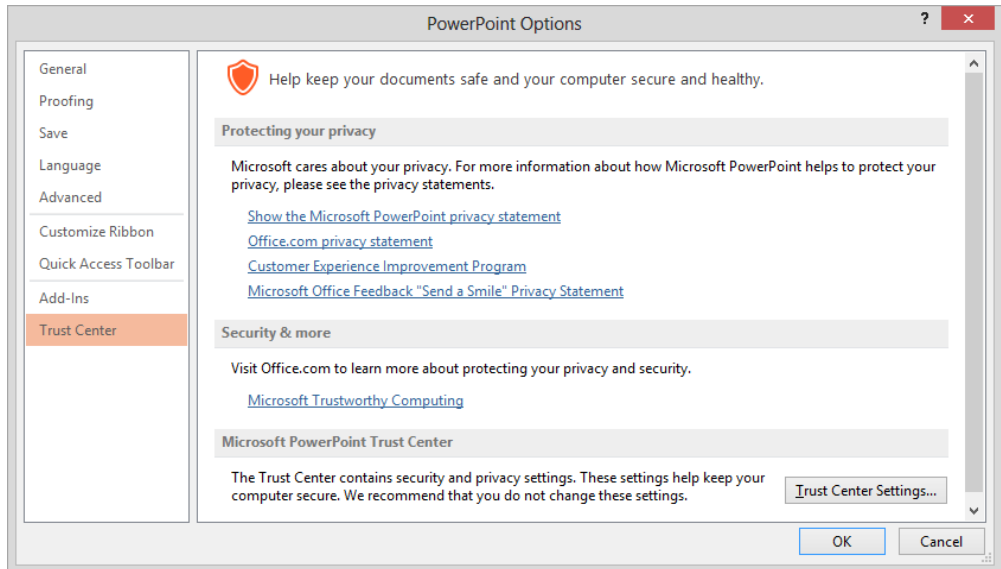 PowerPoint Options
?
General
Proofing
Save
Language
Advanced
Customize Ribbon
Quick Access Toolbar
Add-Ins
Trust Center
Help keep your documents safe and your computer secure and healthy.
Protecting your privacy
Microsoft cares about your privacy. For more information about how Microsoft PowerPoint helps to protect your
privacy, please see the privacy statements.
Show the Microsoft PowerPoint privacy statement
Office.com privacy statement
Customer Experience Improvement Program
Microsoft Office Feedback "Send a Smile" Privacy Statement
Security & more
Visit Office.com to learn more about protecting your privacy and security.
Microsoft Trustworthy Computing
Microsoft PowerPoint Trust Center
The Trust Center contains security and privacy settings. These settings help keep your
computer secure. We recommend that you do not change these settings.
Trust Center Settings...
OK
Cancel